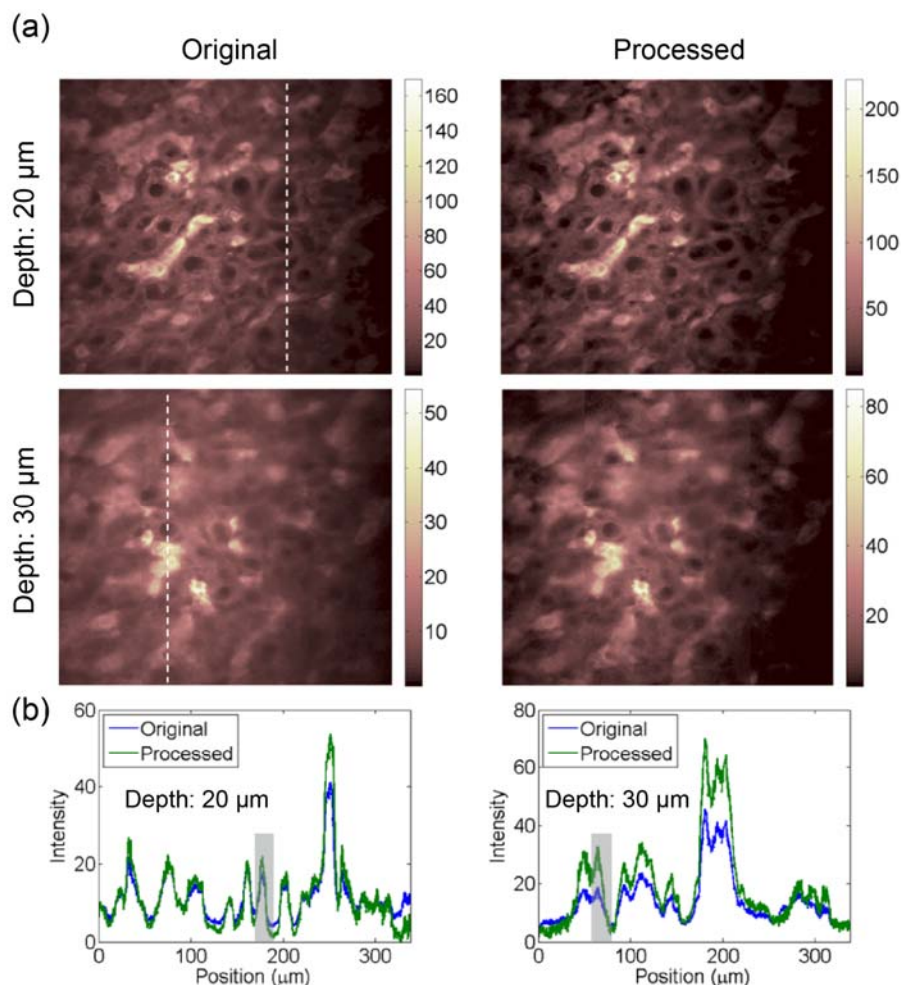 (a)
Original
Processed
Depth: 20 μm
160
140
120
100
80
60
40
20
200
150
100
50
Depth: 30 μm
50
40
30
20
10
80
60
40
20
(b)
60
40
20
0
Intensity
Original
Processed
Depth: 20 μm
0
100
200
300
Position (μm)
80
60
40
20
0
Intensity
Original
Processed
Depth: 30 μm
0
100
200
300
Position (μm)